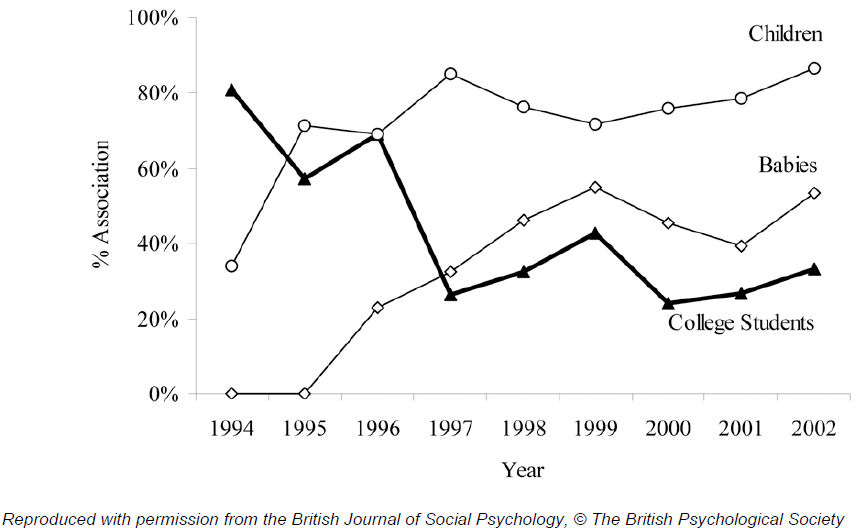 100%
Children
80%
60%
Babies
% Association
40%
20%
College Students
0%
1994 1995 1996 1997 1998 1999 2000 2001 2002
Year
Reproduced with permission from the British Journal of Social Psychology, © The British Psychological Society